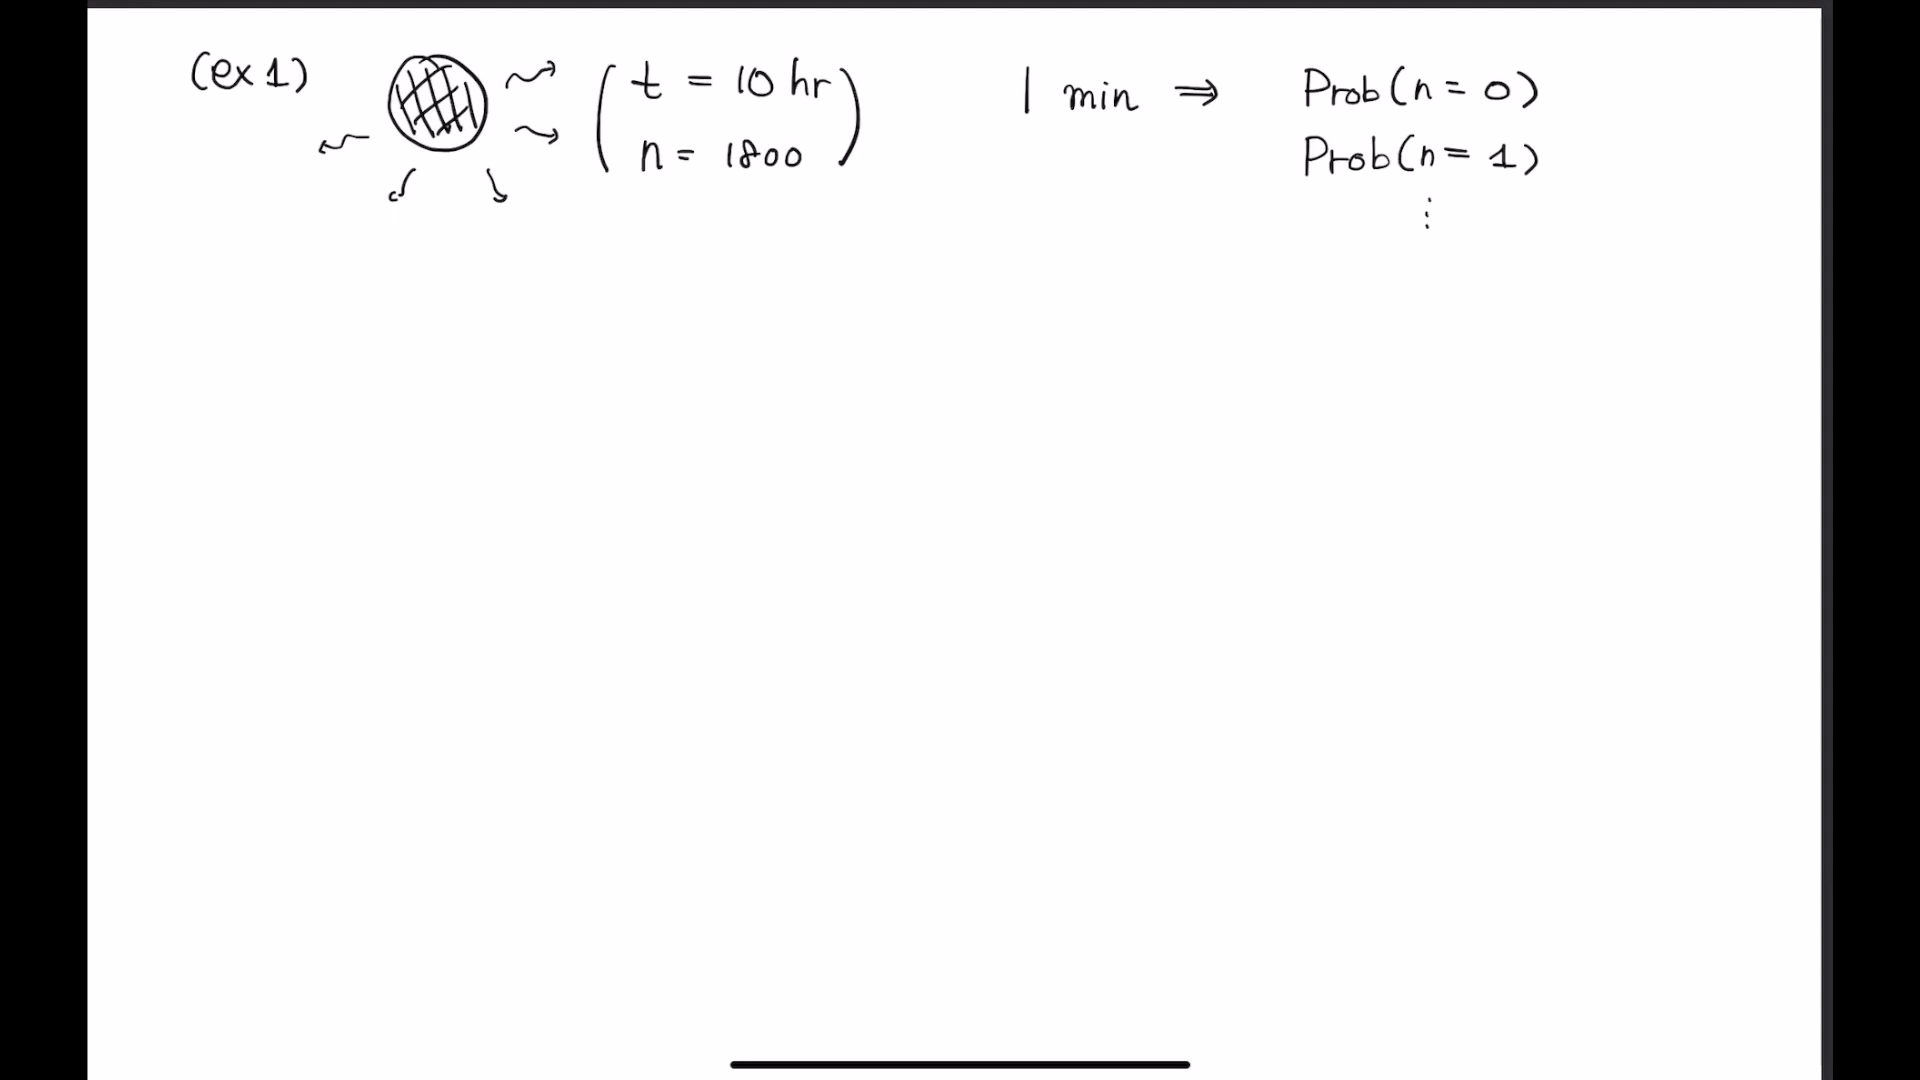 (ex 1)
( t = 10 hr
n = 1800 )
1 min ⇒ Prob(n = 0)
Prob(n = 1)
⋮